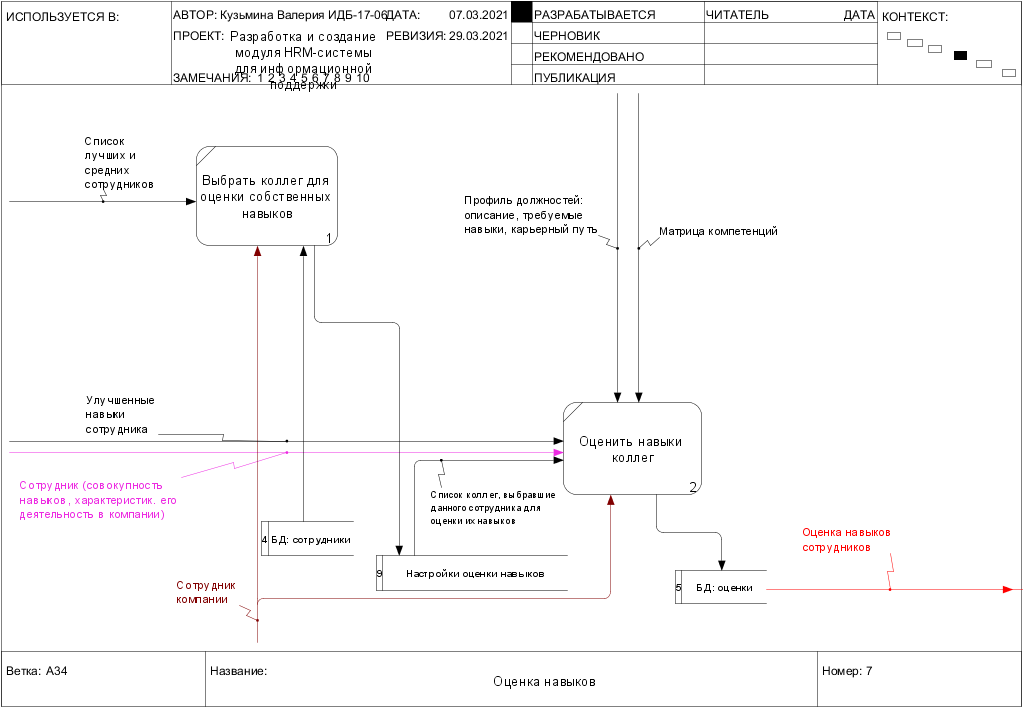 ИСПОЛЬЗУЕТСЯ В:
АВТОР: Кузьмина Валерия ИДБ-17-06
ДАТА: 07.03.2021
ПРОЕКТ: Разработка и создание
модуля HRM-системы
для информационной
поддержки
РЕВИЗИЯ: 29.03.2021
ЗАМЕЧАНИЯ: 1 2 3 4 5 6 7 8 9 10
РАЗРАБАТЫВАЕТСЯ
ЧЕРНОВИК
РЕКОМЕНДОВАНО
ПУБЛИКАЦИЯ
ЧИТАТЕЛЬ
ДАТА
КОНТЕКСТ:
Список
лучших и
средних
сотрудников
Выбрать коллег для
оценки собственных
навыков
1
Профиль должностей:
описание, требуемые
навыки, карьерный путь
Матрица компетенций
Улучшенные
навыки
сотрудника
Оценить навыки
коллег
2
Сотрудник (совокупность
навыков, характеристик. его
деятельность в компании)
Список коллег, выбравшие
данного сотрудника для
оценки их навыков
4 БД: сотрудники
9 Настройки оценки навыков
Оценка навыков
сотрудников
5 БД: оценки
Сотрудник
компании
Ветка: A34
Название:
Оценка навыков
Номер: 7